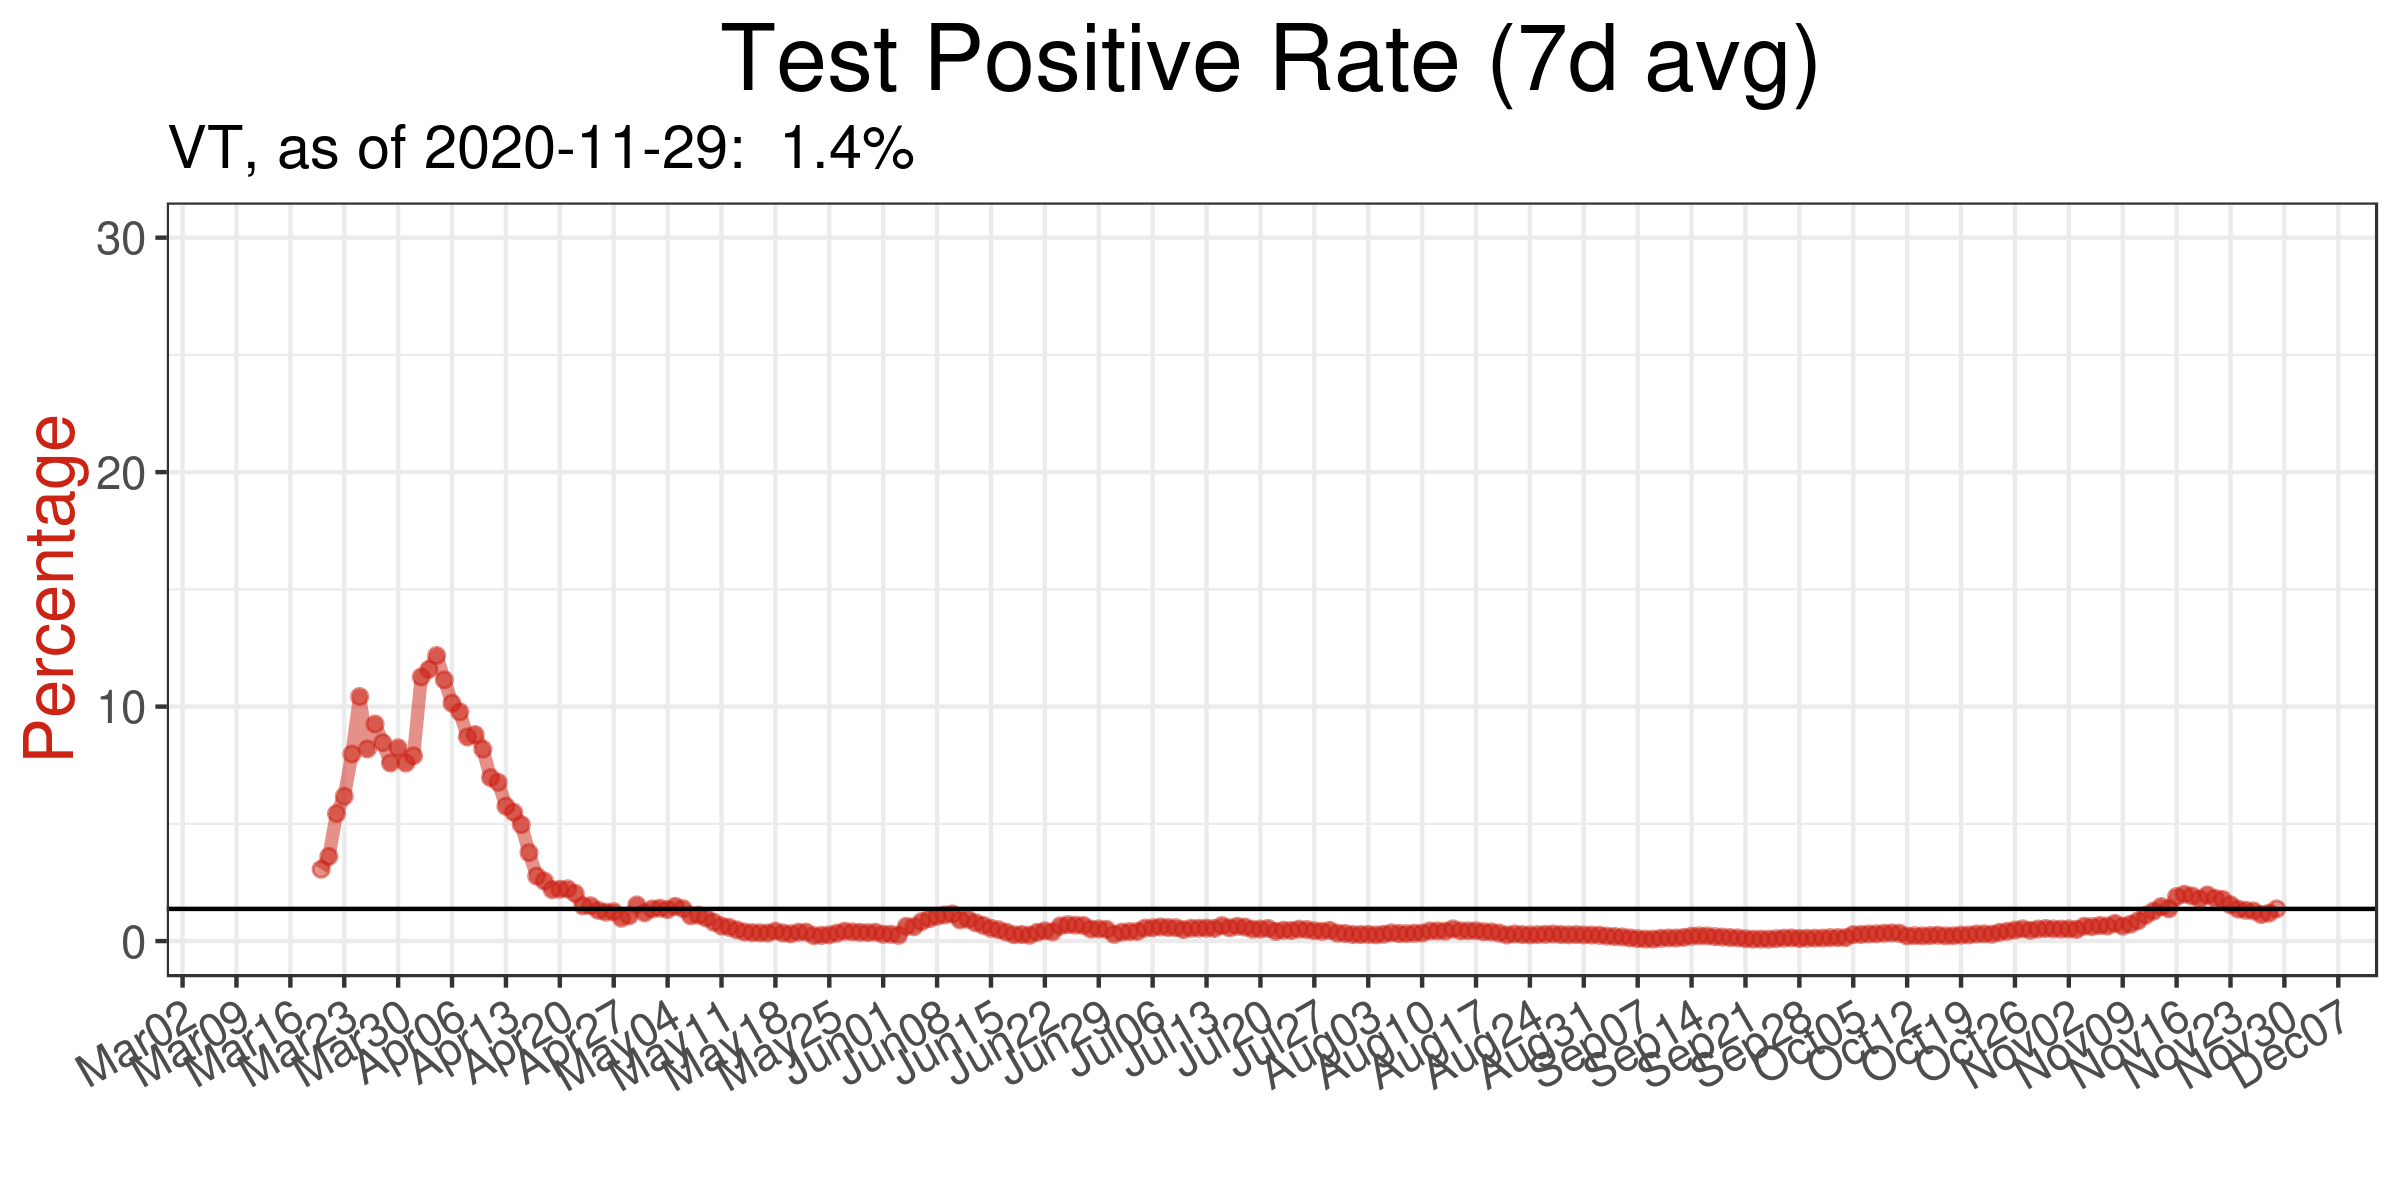 Test Positive Rate (7d avg)
VT, as of 2020-11-29:  1.4%
Percentage
30
20
10
0
Mar02
Mar09
Mar16
Mar23
Mar30
Apr06
Apr13
Apr20
Apr27
May04
May11
May18
May25
Jun01
Jun08
Jun15
Jun22
Jun29
Jul06
Jul13
Jul20
Jul27
Aug03
Aug10
Aug17
Aug24
Aug31
Sep07
Sep14
Sep21
Sep28
Oct05
Oct12
Oct19
Oct26
Nov02
Nov09
Nov16
Nov23
Nov30
Dec07